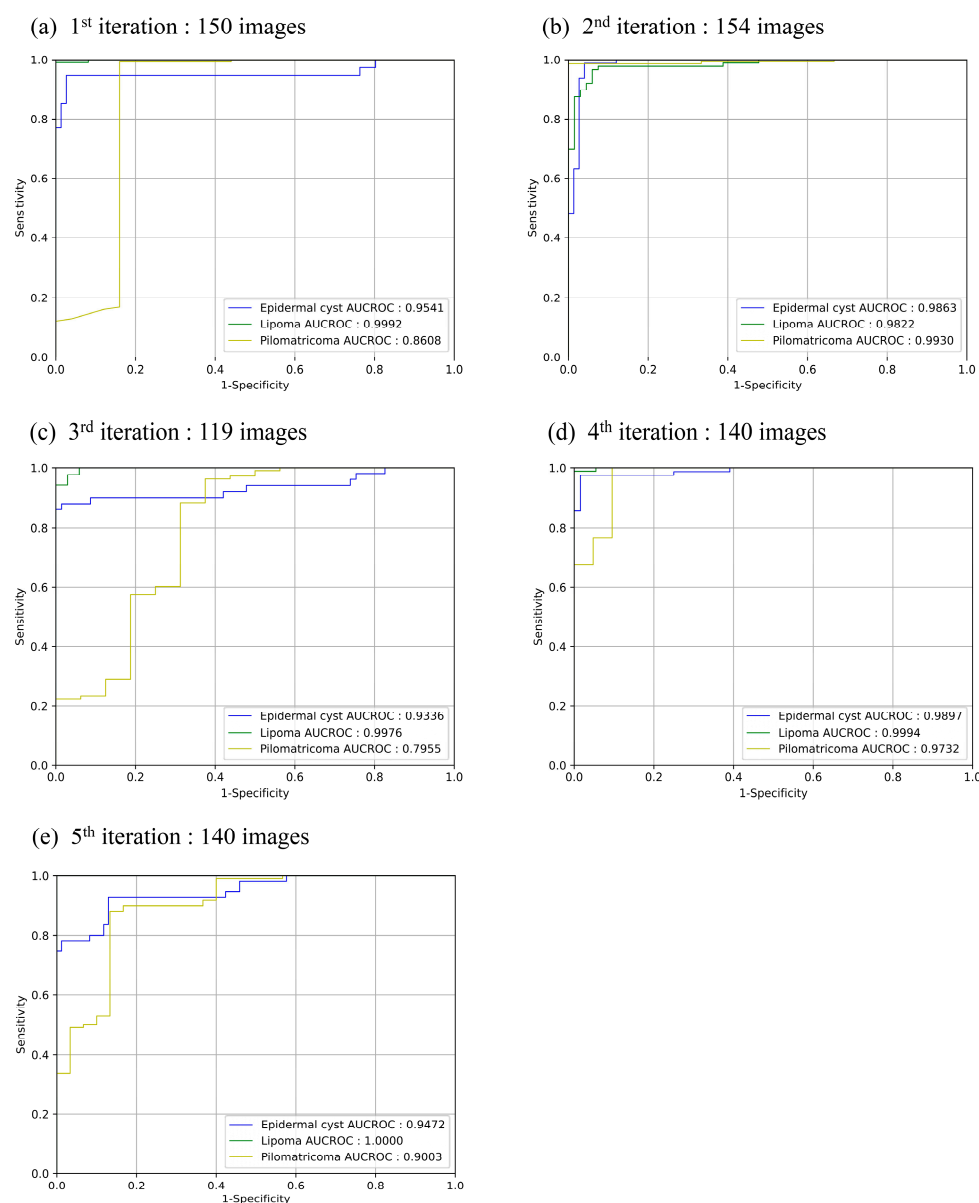 (a) 1st iteration : 150 images
1.0
0.8
0.6
0.4
0.2
0.0
Sensitivity
0.0 0.2 0.4 0.6 0.8 1.0
1-Specificity
Epidermal cyst AUCROC : 0.9541
Lipoma AUCROC : 0.9992
Pilomatricoma AUCROC : 0.8608
(b) 2nd iteration : 154 images
1.0
0.8
0.6
0.4
0.2
0.0
Sensitivity
0.0 0.2 0.4 0.6 0.8 1.0
1-Specificity
Epidermal cyst AUCROC : 0.9863
Lipoma AUCROC : 0.9822
Pilomatricoma AUCROC : 0.9930
(c) 3rd iteration : 119 images
1.0
0.8
0.6
0.4
0.2
0.0
Sensitivity
0.0 0.2 0.4 0.6 0.8 1.0
1-Specificity
Epidermal cyst AUCROC : 0.9336
Lipoma AUCROC : 0.9976
Pilomatricoma AUCROC : 0.7955
(d) 4th iteration : 140 images
1.0
0.8
0.6
0.4
0.2
0.0
Sensitivity
0.0 0.2 0.4 0.6 0.8 1.0
1-Specificity
Epidermal cyst AUCROC : 0.9897
Lipoma AUCROC : 0.9994
Pilomatricoma AUCROC : 0.9732
(e) 5th iteration : 140 images
1.0
0.8
0.6
0.4
0.2
0.0
Sensitivity
0.0 0.2 0.4 0.6 0.8 1.0
1-Specificity
Epidermal cyst AUCROC : 0.9472
Lipoma AUCROC : 1.0000
Pilomatricoma AUCROC : 0.9003